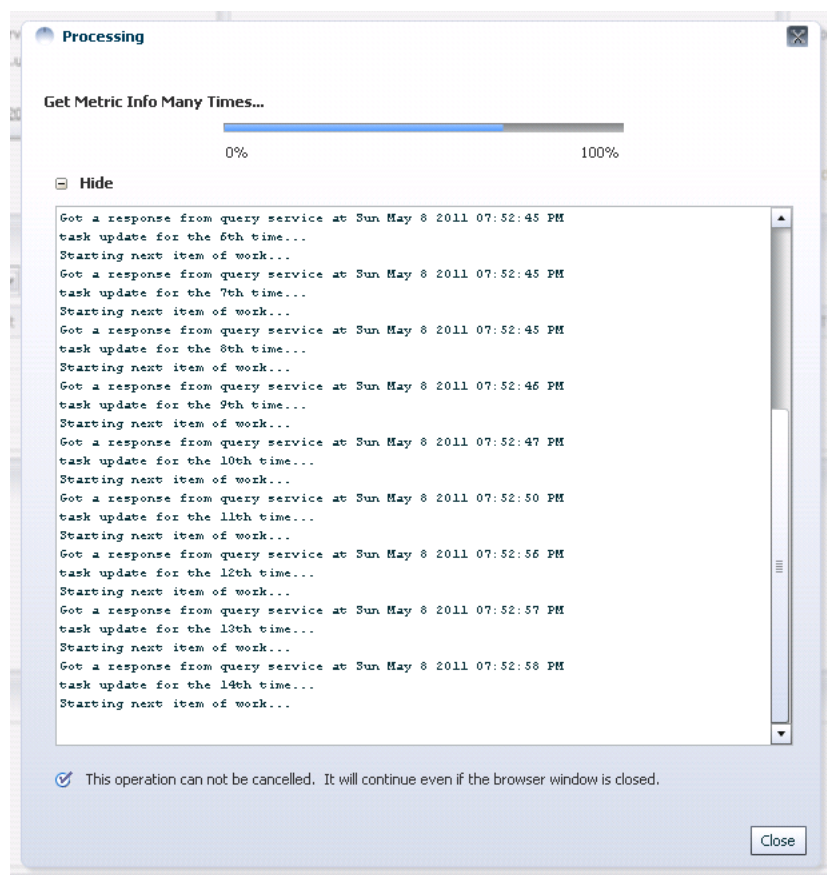 Processing
Get Metric Info Many Times...
0% 100%
Hide
Got a response from query service at Sun May 8 2011 07:52:45 PM
task update for the 6th time...
Starting next item of work...
Got a response from query service at Sun May 8 2011 07:52:45 PM
task update for the 7th time...
Starting next item of work...
Got a response from query service at Sun May 8 2011 07:52:45 PM
task update for the 8th time...
Starting next item of work...
Got a response from query service at Sun May 8 2011 07:52:46 PM
task update for the 9th time...
Starting next item of work...
Got a response from query service at Sun May 8 2011 07:52:47 PM
task update for the 10th time...
Starting next item of work...
Got a response from query service at Sun May 8 2011 07:52:50 PM
task update for the 11th time...
Starting next item of work...
Got a response from query service at Sun May 8 2011 07:52:56 PM
task update for the 12th time...
Starting next item of work...
Got a response from query service at Sun May 8 2011 07:52:57 PM
task update for the 13th time...
Starting next item of work...
Got a response from query service at Sun May 8 2011 07:52:58 PM
task update for the 14th time...
Starting next item of work...
This operation can not be cancelled. It will continue even if the browser window is closed.
Close